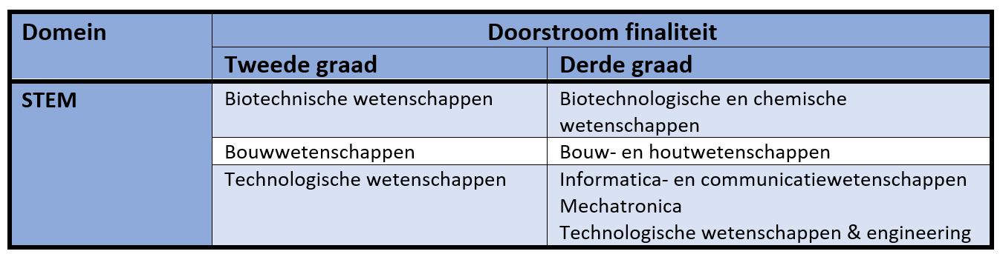 Domein
Doorstroom finaliteit
Tweede graad
Derde graad
STEM
Biotechnische wetenschappen
Biotechnologische en chemische
wetenschappen
Bouwwetenschappen
Bouw- en houtwetenschappen
Technologische wetenschappen
Informatica- en communicatiewetenschappen
Mechatronica
Technologische wetenschappen & engineering